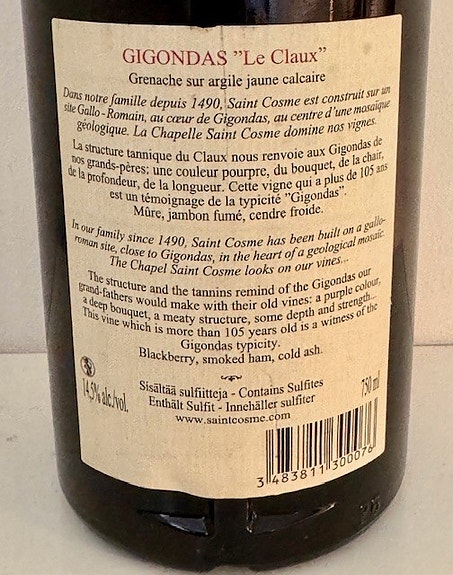 GIGONDAS "Le Claux"
Grenache sur argile jaune calcaire
Dans notre famille depuis 1490, Saint Cosme est construit sur un
site Gallo-Romain, au cœur de Gigondas, au centre d'une mosaïque
géologique. La Chapelle Saint Cosme domine nos vignes.
La structure tannique du Claux nous renvoie aux Gigondas de
nos grands-pères: une couleur pourpre, du bouquet, de la chair,
de la profondeur, de la longueur. Cette vigne qui a plus de 105 ans
est un témoignage de la typicité "Gigondas".
Mûre, jambon fumé, cendre froide.
In our family since 1490, Saint Cosme has been built on a gallo-
roman site, close to Gigondas, in the heart of a geological mosaïc.
The Chapel Saint Cosme looks on our vines...
The structure and the tannins remind of the Gigondas our
grand-fathers would make with their old vines: a purple colour,
a deep bouquet, a meaty structure, some depth and strength...
This vine which is more than 105 years old is a witness of the
Gigondas typicity.
Blackberry, smoked ham, cold ash.
14,5% alc./vol.
Sisältää sulfiitteja - Contains Sulfites
Enthält Sulfit - Innehåller sulfiter
www.saintcosme.com
750 ml
3 483811 300076